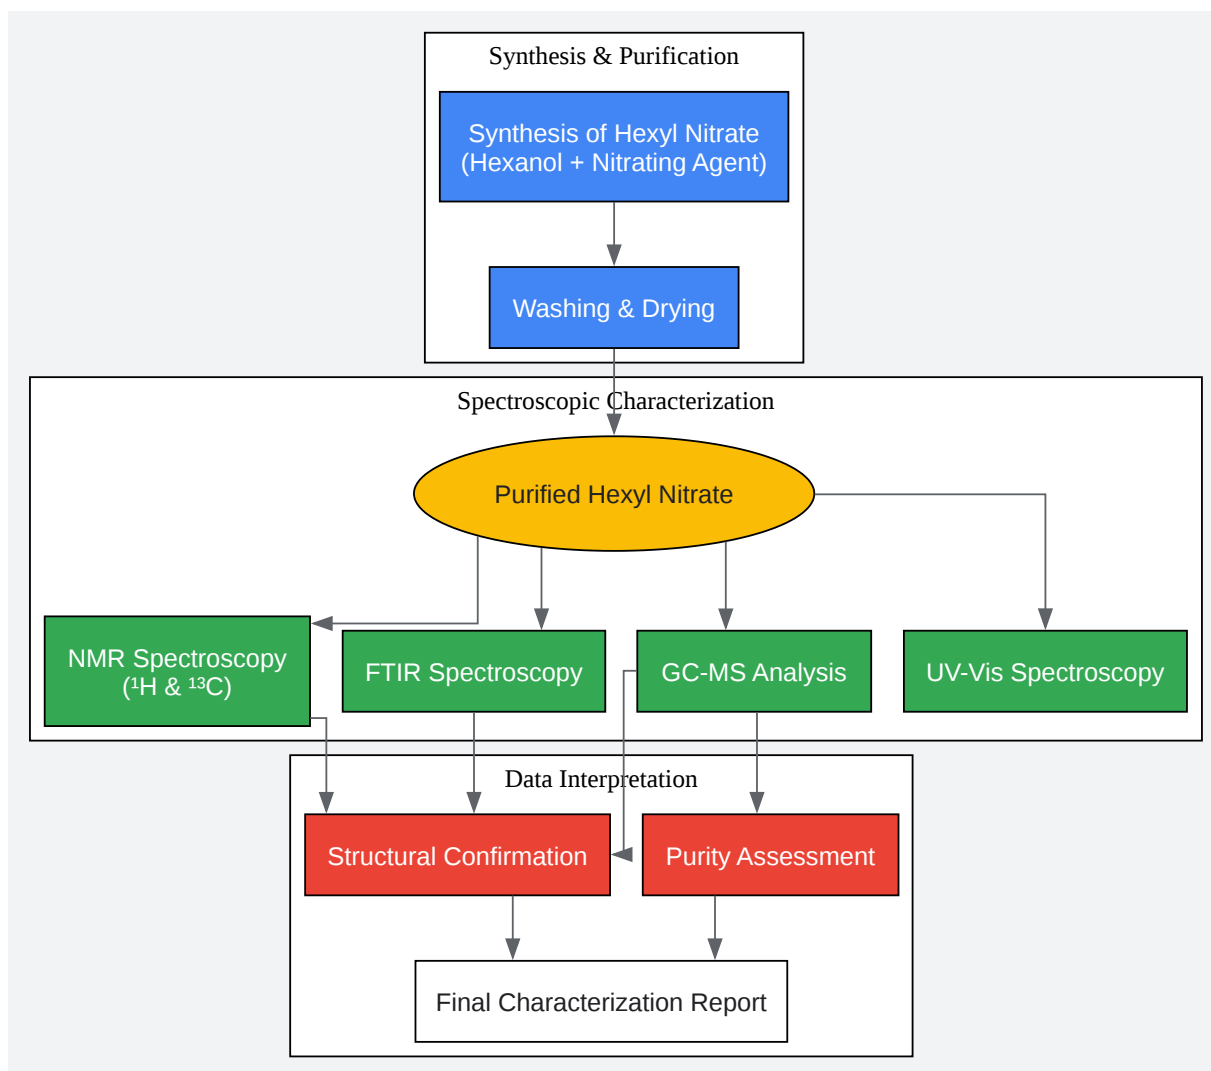 Synthesis & Purification
Synthesis of Hexyl Nitrate
(Hexanol + Nitrating Agent)
Washing & Drying
Spectroscopic Characterization
Purified Hexyl Nitrate
NMR Spectroscopy
(¹H & ¹³C)
FTIR Spectroscopy
GC-MS Analysis
UV-Vis Spectroscopy
Data Interpretation
Structural Confirmation
Purity Assessment
Final Characterization Report